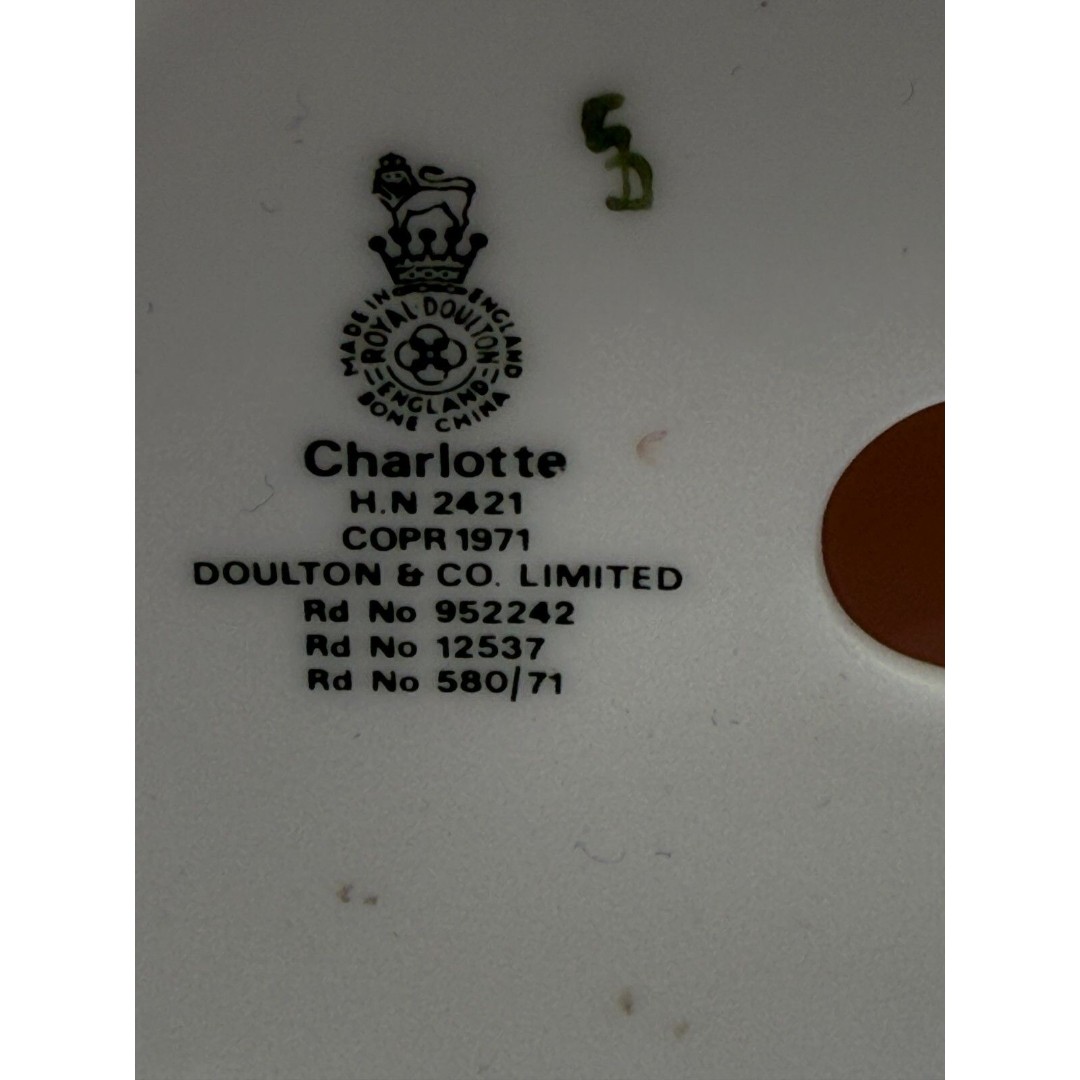 SD
MADE IN ENGLAND
ROYAL·DOULTON
ENGLAND
BONE CHINA
Charlotte
H.N 2421
COPR 1971
DOULTON & CO. LIMITED
Rd No 952242
Rd No 12537
Rd No 580/71